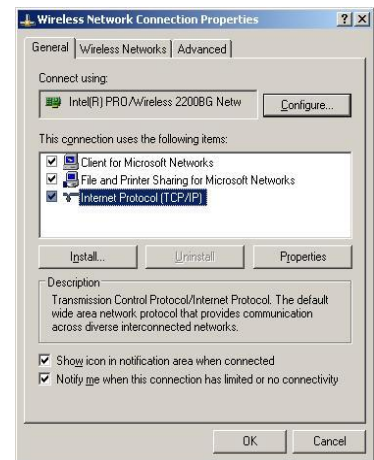 Wireless Network Connection Properties
General Wireless Networks Advanced
Connect using:
Intel(R) PRO/Wireless 2200BG Netw Configure...
This connection uses the following items:
Client for Microsoft Networks
File and Printer Sharing for Microsoft Networks
Internet Protocol (TCP/IP)
Install... Uninstall Properties
Description
Transmission Control Protocol/Internet Protocol. The default
wide area network protocol that provides communication
across diverse interconnected networks.
Show icon in notification area when connected
Notify me when this connection has limited or no connectivity
OK Cancel